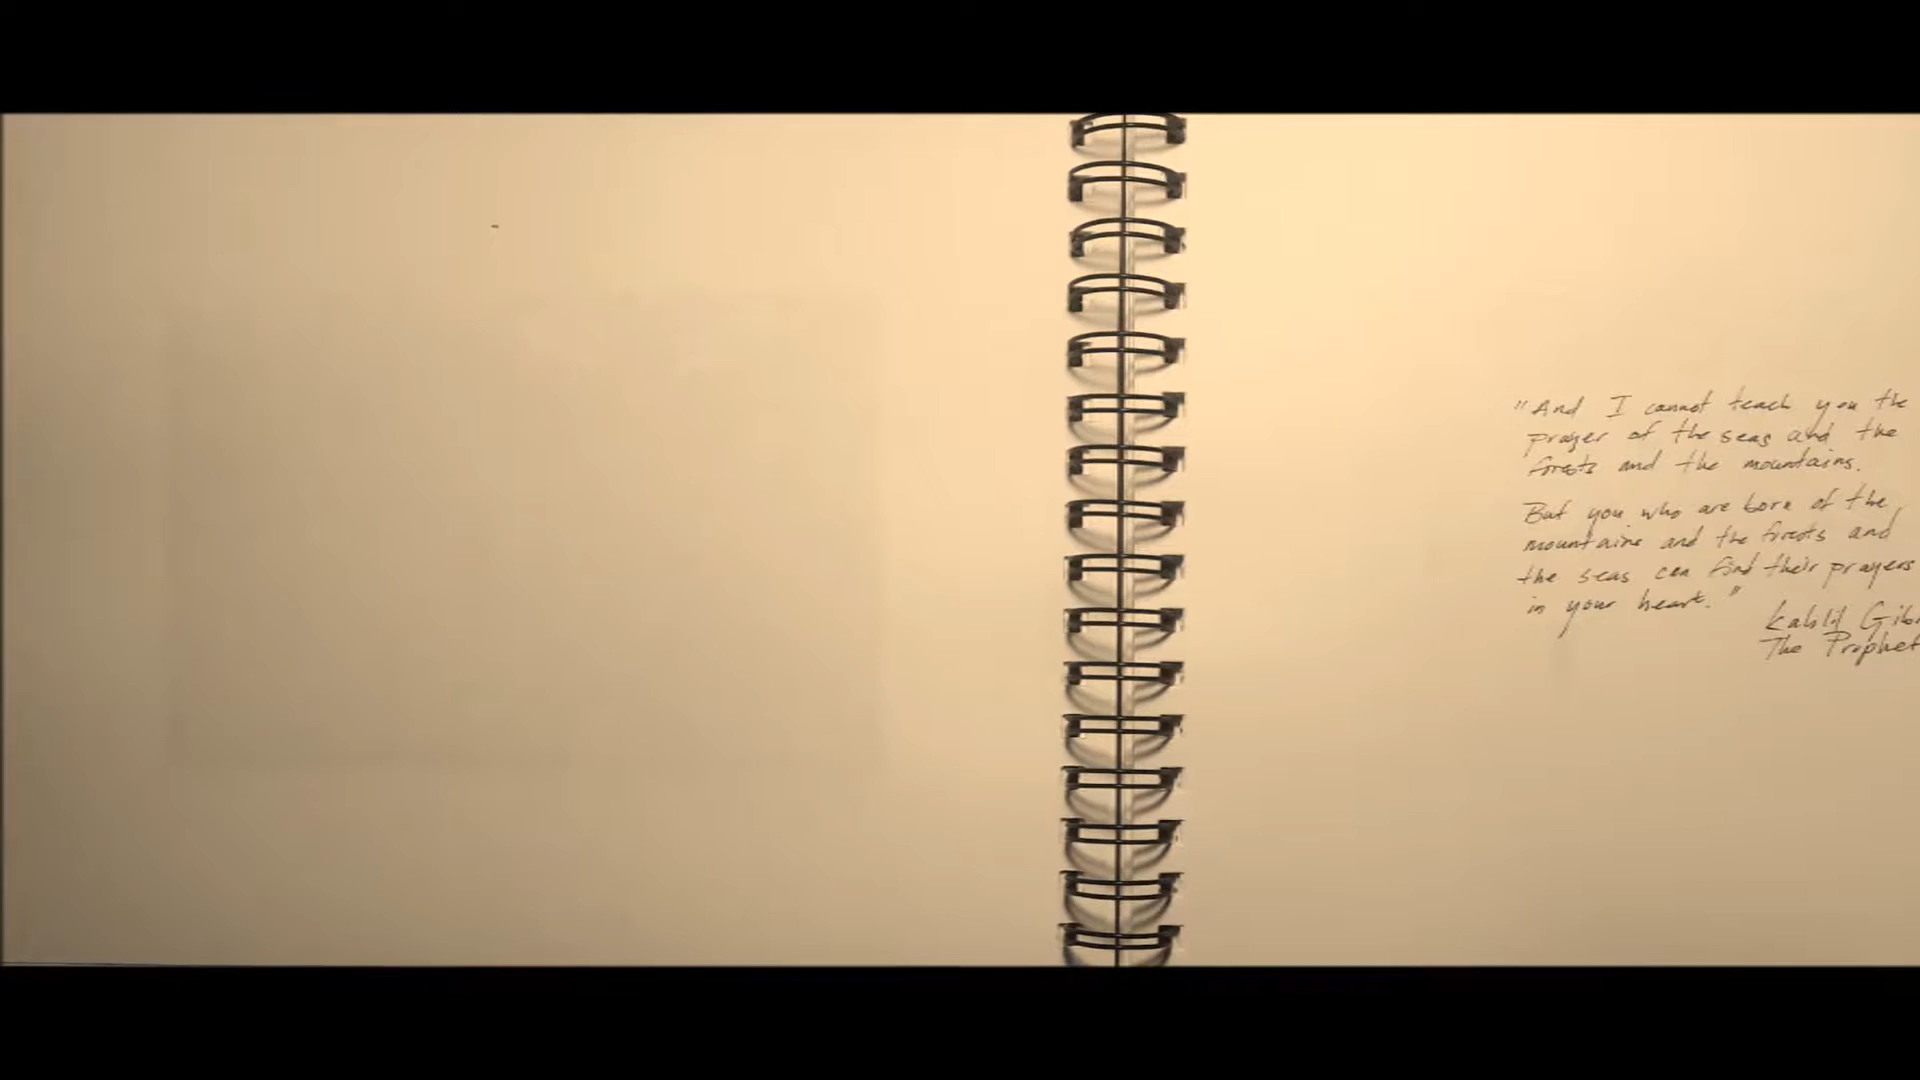 "And I cannot teach you the
prayer of the seas and the
forests and the mountains.
But you who are born of the
mountains and the forests and
the seas can find their prayers
in your heart."
Kahlil
The Prophet